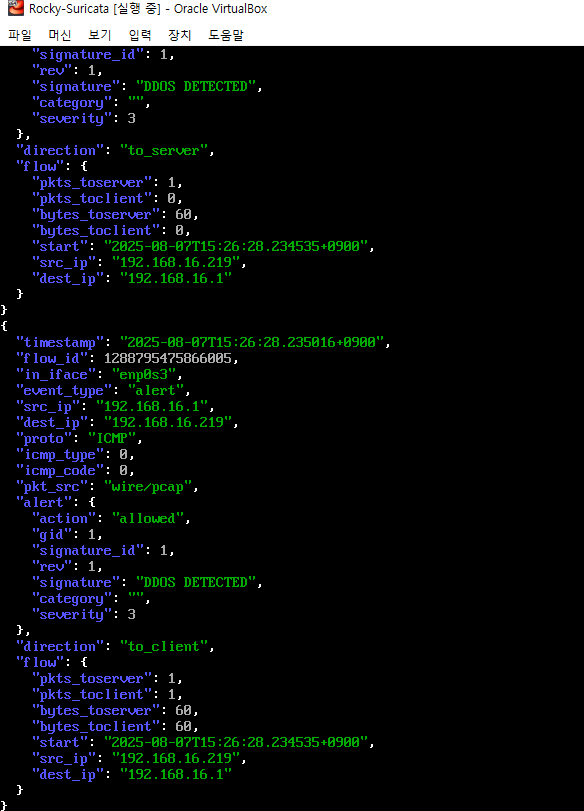 Rocky-Suricata [실행 중] - Oracle VirtualBox
파일 머신 보기 입력 장치 도움말
"signature_id": 1,
"rev": 1,
"signature": "DDOS DETECTED",
"category": "",
"severity": 3
},
"direction": "to_server",
"flow": {
"pkts_toserver": 1,
"pkts_toclient": 0,
"bytes_toserver": 60,
"bytes_toclient": 0,
"start": "2025-08-07T15:26:28.234535+0900",
"src_ip": "192.168.16.219",
"dest_ip": "192.168.16.1"
}
}
{
"timestamp": "2025-08-07T15:26:28.235016+0900",
"flow_id": 1288795475866005,
"in_iface": "enp0s3",
"event_type": "alert",
"src_ip": "192.168.16.1",
"dest_ip": "192.168.16.219",
"proto": "ICMP",
"icmp_type": 0,
"icmp_code": 0,
"pkt_src": "wire/pcap",
"alert": {
"action": "allowed",
"gid": 1,
"signature_id": 1,
"rev": 1,
"signature": "DDOS DETECTED",
"category": "",
"severity": 3
},
"direction": "to_client",
"flow": {
"pkts_toserver": 1,
"pkts_toclient": 1,
"bytes_toserver": 60,
"bytes_toclient": 60,
"start": "2025-08-07T15:26:28.234535+0900",
"src_ip": "192.168.16.219",
"dest_ip": "192.168.16.1"
}
}